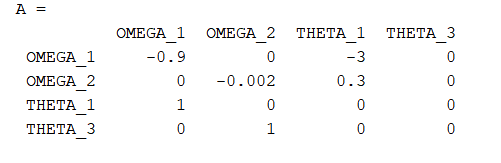 A =
OMEGA_1 OMEGA_2 THETA_1 THETA_3
OMEGA_1 -0.9 0 -3 0
OMEGA_2 0 -0.002 0.3 0
THETA_1 1 0 0 0
THETA_3 0 1 0 0